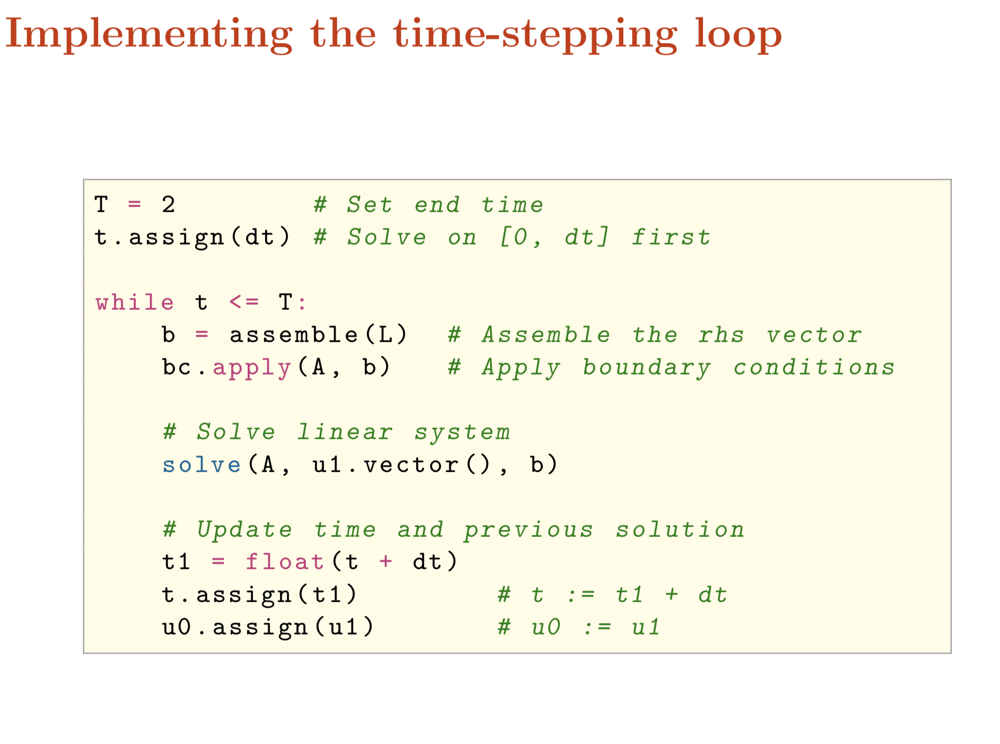 Implementing the time-stepping loop
T = 2 # Set end time
t.assign(dt) # Solve on [0, dt] first
while t <= T:
b = assemble(L) # Assemble the rhs vector
bc.apply(A, b) # Apply boundary conditions
# Solve linear system
solve(A, u1.vector(), b)
# Update time and previous solution
t1 = float(t + dt)
t.assign(t1) # t := t1 + dt
u0.assign(u1) # u0 := u1